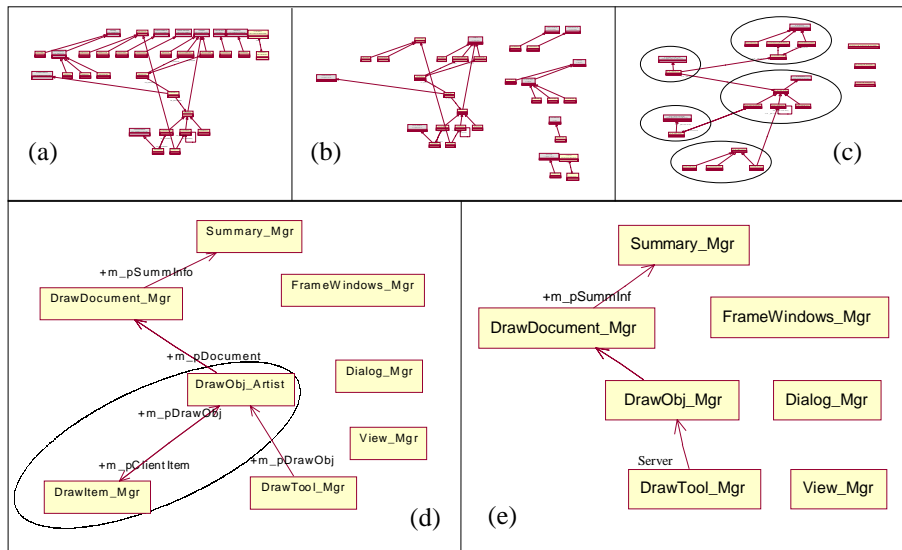 (a)
(b)
(c)
Summary_Mgr
+m_pSummInfo
DrawDocument_Mgr
FrameWindows_Mgr
+m_pDocument
DrawObj_Artist
Dialog_Mgr
+m_pDrawObj
View_Mgr
+m_pClientItem
+m_pDrawObj
DrawItem_Mgr
DrawTool_Mgr
(d)
Summary_Mgr
+m_pSummInf
DrawDocument_Mgr
FrameWindows_Mgr
DrawObj_Mgr
Dialog_Mgr
Server
DrawTool_Mgr
View_Mgr
(e)